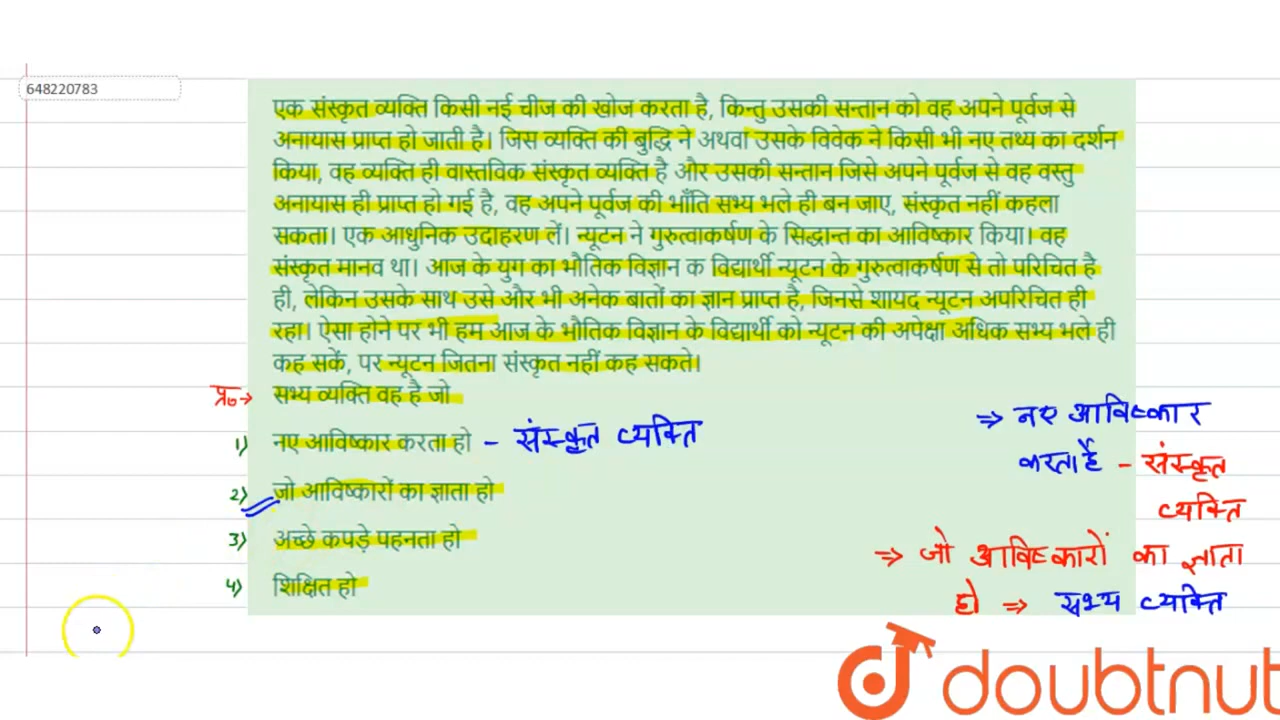 648220783
एक संस्कृत व्यक्ति किसी नई चीज की खोज करता है, किन्तु उसकी सन्तान को वह अपने पूर्वज से
अनायास प्राप्त हो जाती है। जिस व्यक्ति की बुद्धि ने अथवा उसके विवेक ने किसी भी नए तथ्य का दर्शन
किया, वह व्यक्ति ही वास्तविक संस्कृत व्यक्ति है और उसकी सन्तान जिसे अपने पूर्वज से वह वस्तु
अनायास ही प्राप्त हो गई है, वह अपने पूर्वज की भाँति सभ्य भले ही बन जाए, संस्कृत नहीं कहला
सकता। एक आधुनिक उदाहरण लें। न्यूटन ने गुरुत्वाकर्षण के सिद्धान्त का आविष्कार किया। वह
संस्कृत मानव था। आज के युग का भौतिक विज्ञान क विद्यार्थी न्यूटन के गुरुत्वाकर्षण से तो परिचित है
ही, लेकिन उसके साथ उसे और भी अनेक बातों का ज्ञान प्राप्त है, जिनसे शायद न्यूटन अपरिचित ही
रहा। ऐसा होने पर भी हम आज के भौतिक विज्ञान के विद्यार्थी को न्यूटन की अपेक्षा अधिक सभ्य भले ही
कह सकें, पर न्यूटन जितना संस्कृत नहीं कह सकते।
प्र०→ सभ्य व्यक्ति वह है जो
1) नए आविष्कार करता हो - संस्कृत व्यक्ति
2) जो आविष्कारों का ज्ञाता हो
3) अच्छे कपड़े पहनता हो
4) शिक्षित हो
⇒ नए आविष्कार
करता है - संस्कृत
व्यक्ति
⇒ जो आविष्कारों का ज्ञाता
हो ⇒ सभ्य व्यक्ति
doubtnut